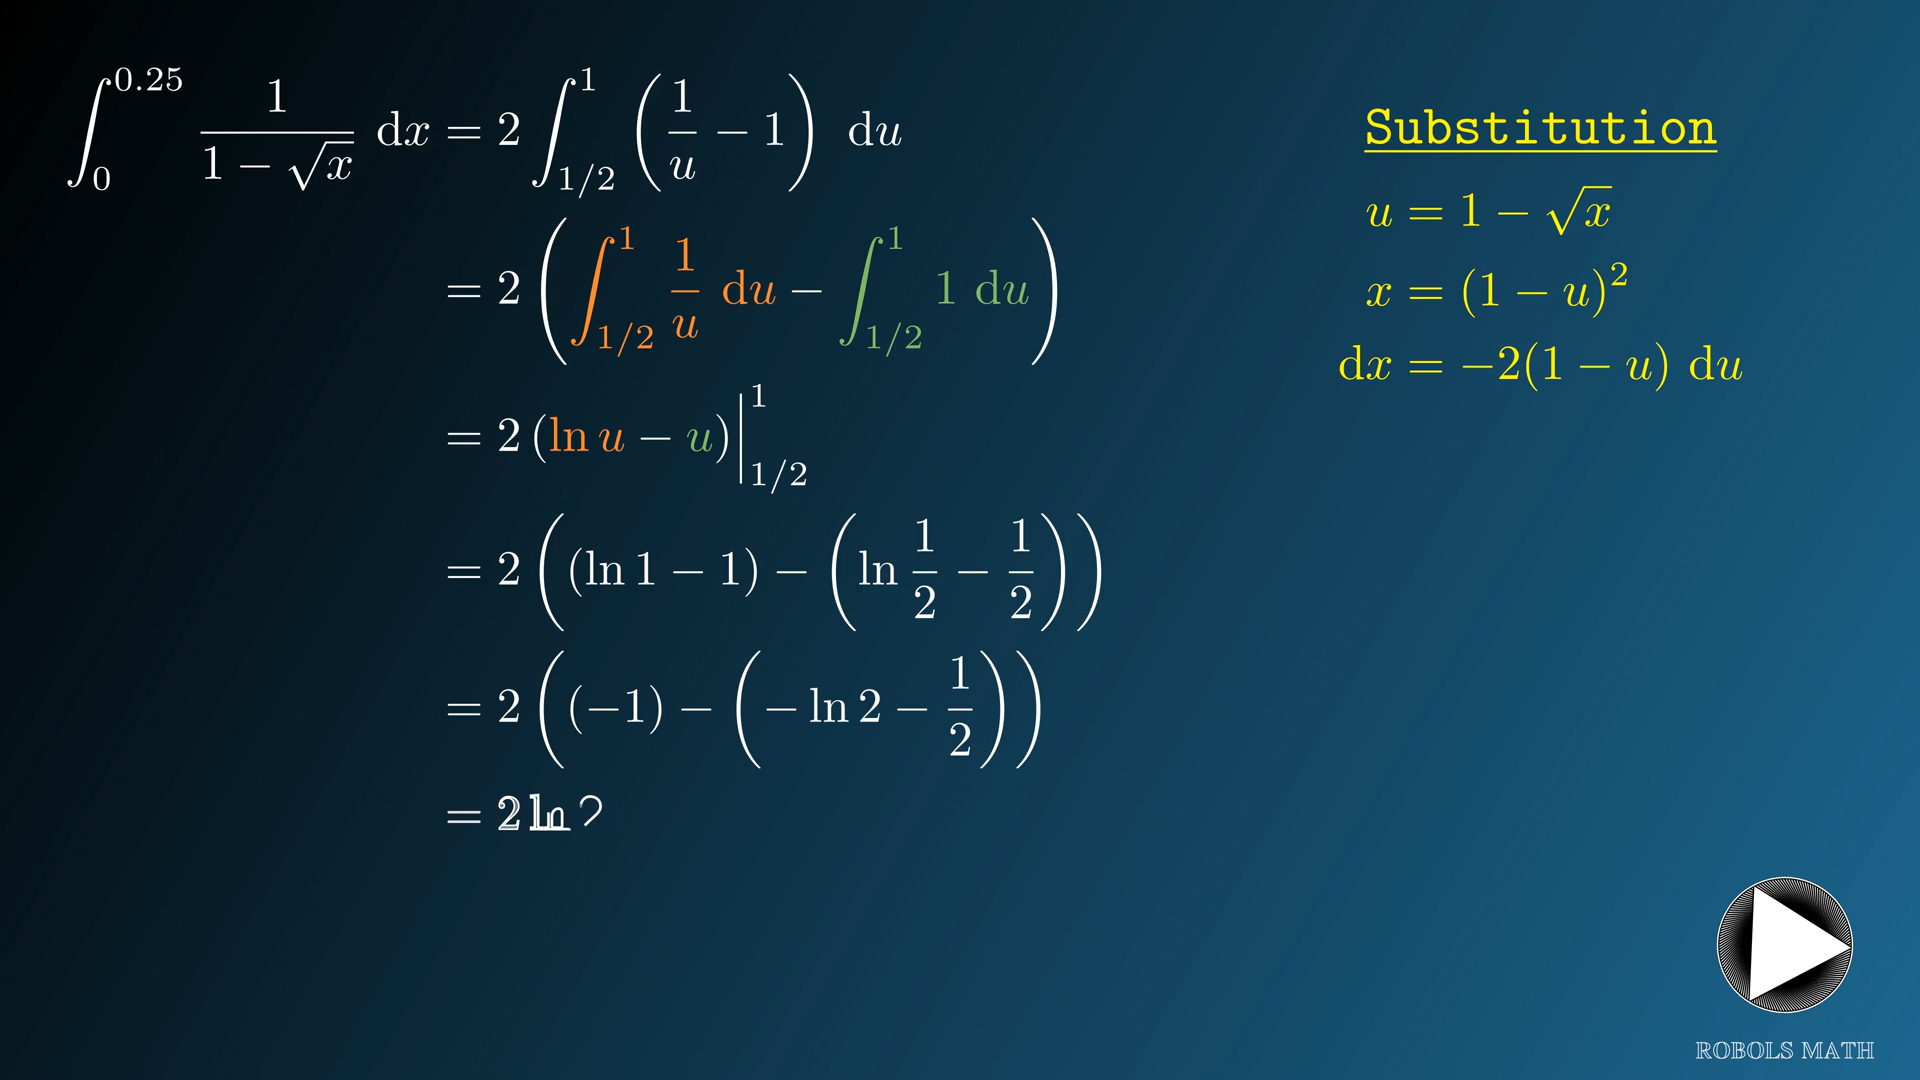 ∫_0^{0.25} 1/(1 − √x) dx = 2 ∫_{1/2}^1 (1/u − 1) du
= 2 (∫_{1/2}^1 1/u du − ∫_{1/2}^1 1 du)
= 2 (ln u − u)|_{1/2}^1
= 2 ((ln 1 − 1) − (ln 1/2 − 1/2))
= 2 ((−1) − (− ln 2 − 1/2))
= 2 ln
Substitution
u = 1 − √x
x = (1 − u)²
dx = −2(1 − u) du
ROBOLS MATH